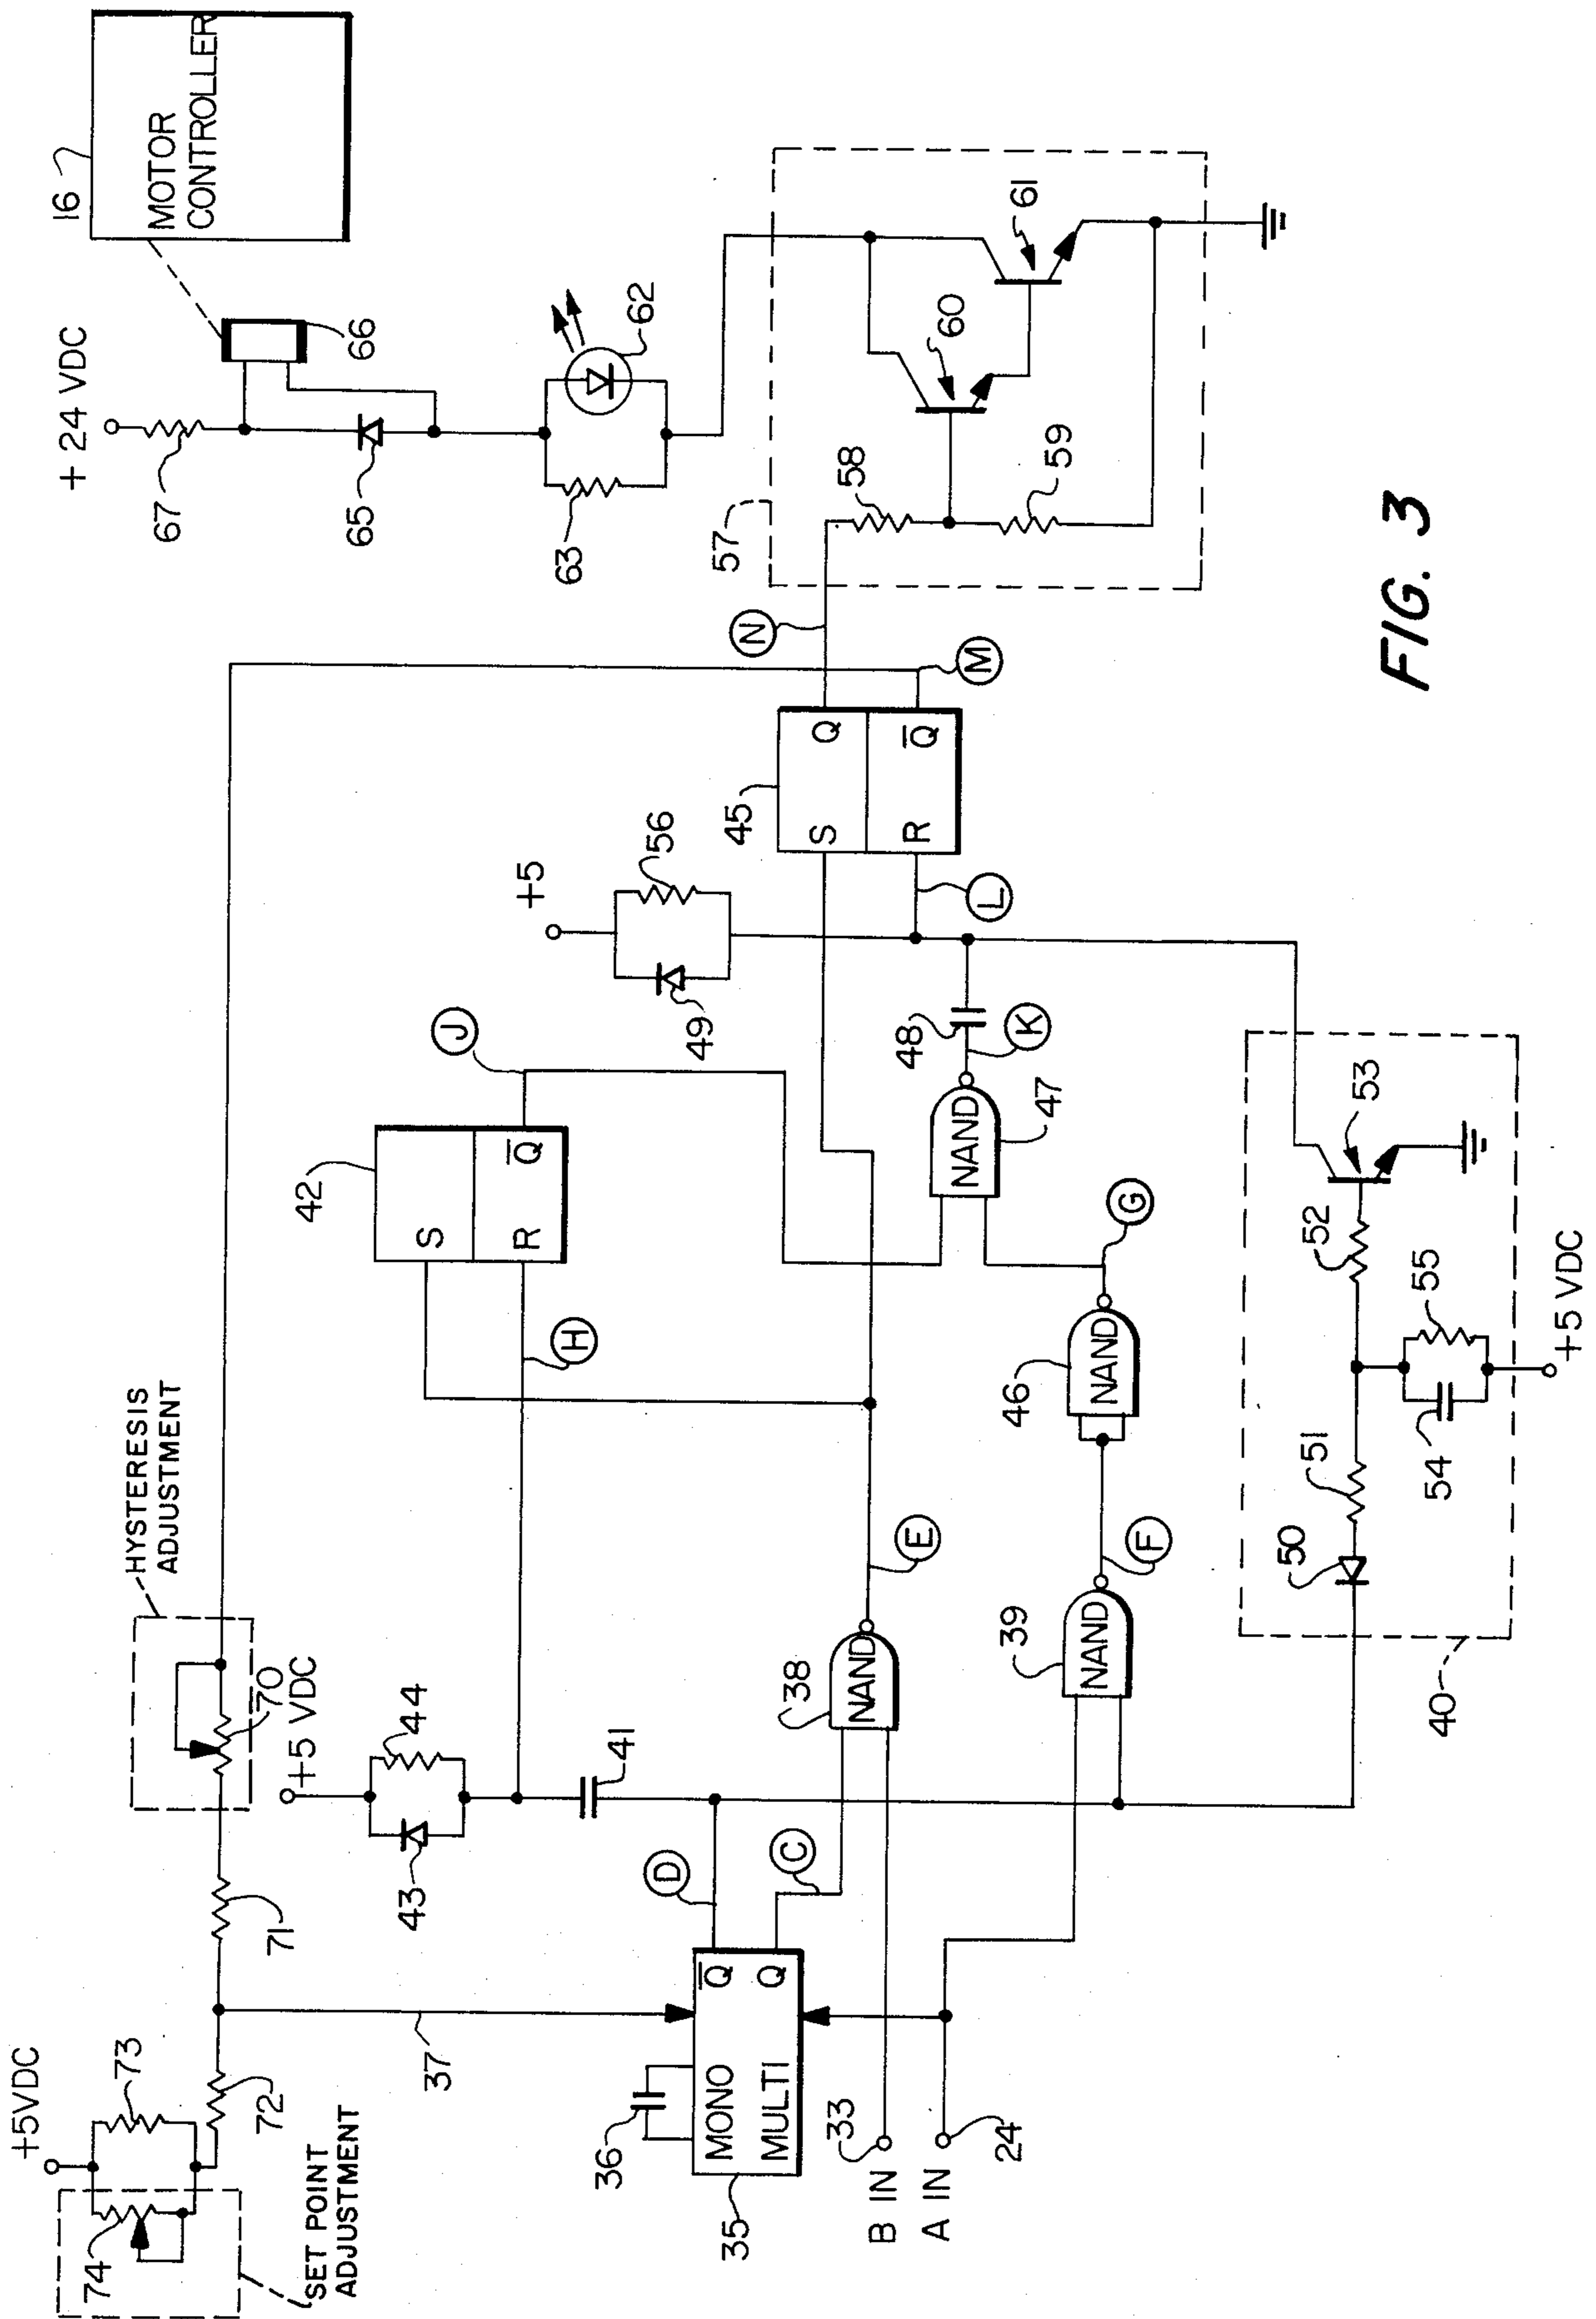 16
MOTOR
CONTROLLER
+ 24 VDC
66
67
65
62
63
57
58
59
60
61
N
M
45
S
Q
R
Q̅
+5
56
49
L
48
K
J
42
S
R
Q̅
H
NAND
47
G
NAND
46
53
52
55
54
51
50
+5 VDC
40
HYSTERESIS
ADJUSTMENT
70
+5 VDC
44
43
41
38
NAND
E
39
NAND
F
D
C
71
37
Q̅
Q
MONO
MULTI
36
35
B IN
33
A IN
24
+5VDC
73
72
74
SET POINT
ADJUSTMENT
FIG. 3